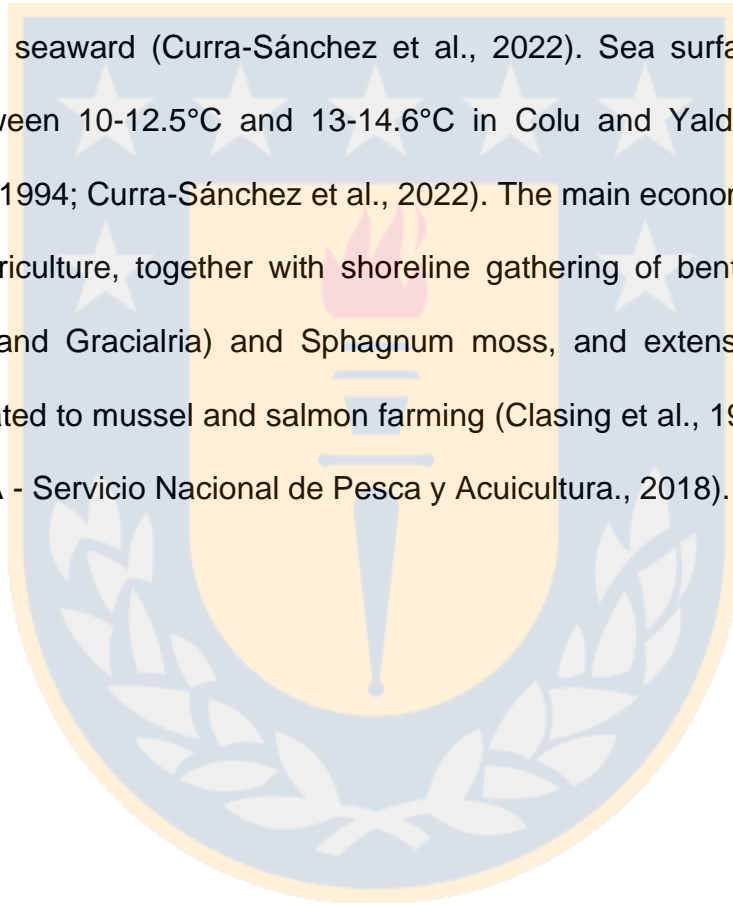 seaward (Curra-Sánchez et al., 2022). Sea surfa
ween 10-12.5°C and 13-14.6°C in Colu and Yald
1994; Curra-Sánchez et al., 2022). The main econor
riculture, together with shoreline gathering of bent
and Gracialria) and Sphagnum moss, and extens
ated to mussel and salmon farming (Clasing et al., 19
- Servicio Nacional de Pesca y Acuicultura., 2018).